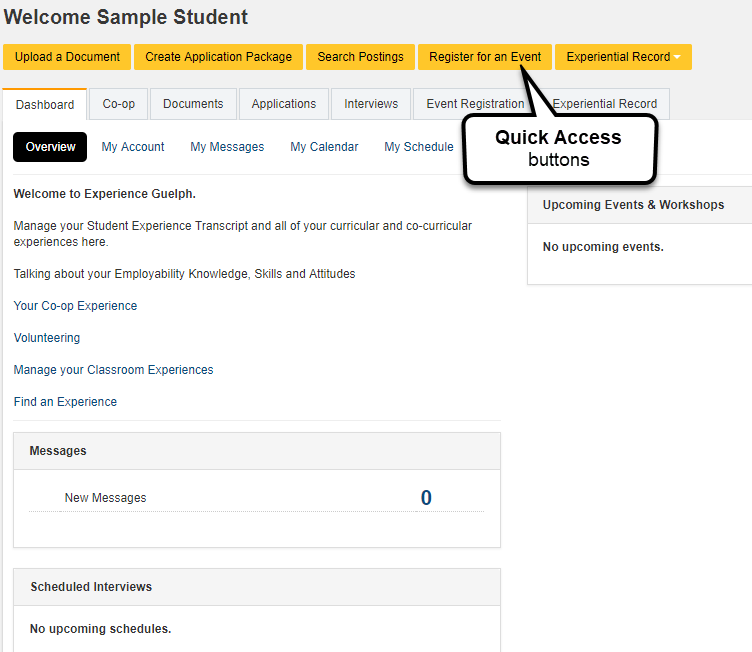 Welcome Sample Student
Upload a Document
Create Application Package
Search Postings
Register for an Event
Experiential Record
Dashboard
Co-op
Documents
Applications
Interviews
Event Registration
Experiential Record
Quick Access
buttons
Overview
My Account
My Messages
My Calendar
My Schedule
Welcome to Experience Guelph.
Manage your Student Experience Transcript and all of your curricular and co-curricular
experiences here.
Talking about your Employability Knowledge, Skills and Attitudes
Your Co-op Experience
Volunteering
Manage your Classroom Experiences
Find an Experience
Upcoming Events & Workshops
No upcoming events.
Messages
New Messages 0
Scheduled Interviews
No upcoming schedules.